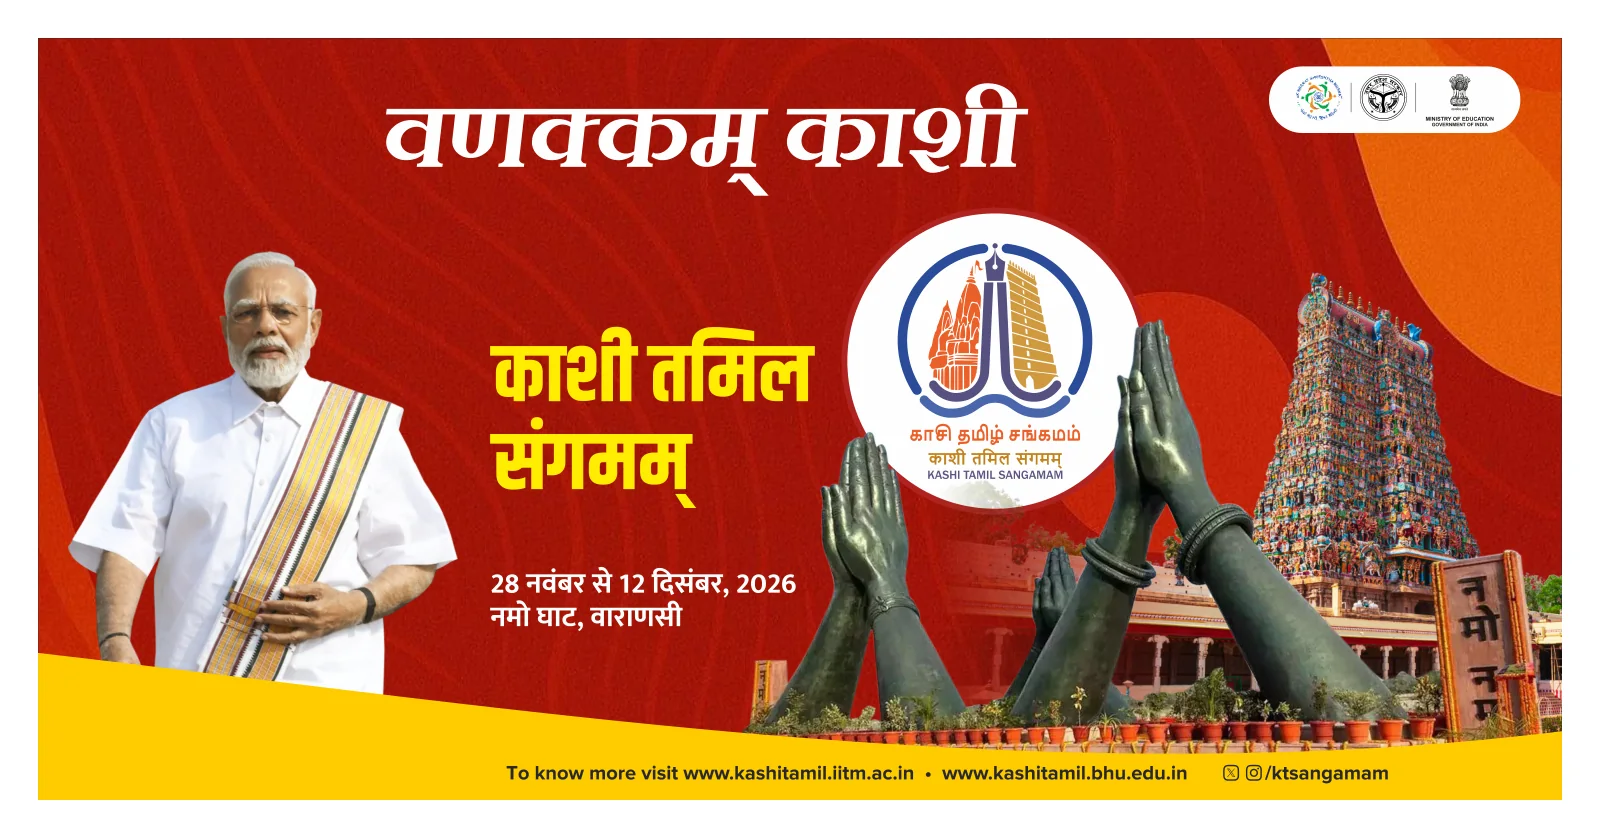 वणक्कम् काशी
MINISTRY OF EDUCATION
GOVERNMENT OF INDIA
काशी तमिल
संगमम्
காசி தமிழ் சங்கமம்
काशी तमिल संगमम्
KASHI TAMIL SANGAMAM
28 नवंबर से 12 दिसंबर, 2026
नमो घाट, वाराणसी
न
मो
न
म
To know more visit www.kashitamil.iitm.ac.in • www.kashitamil.bhu.edu.in
/ktsangamam